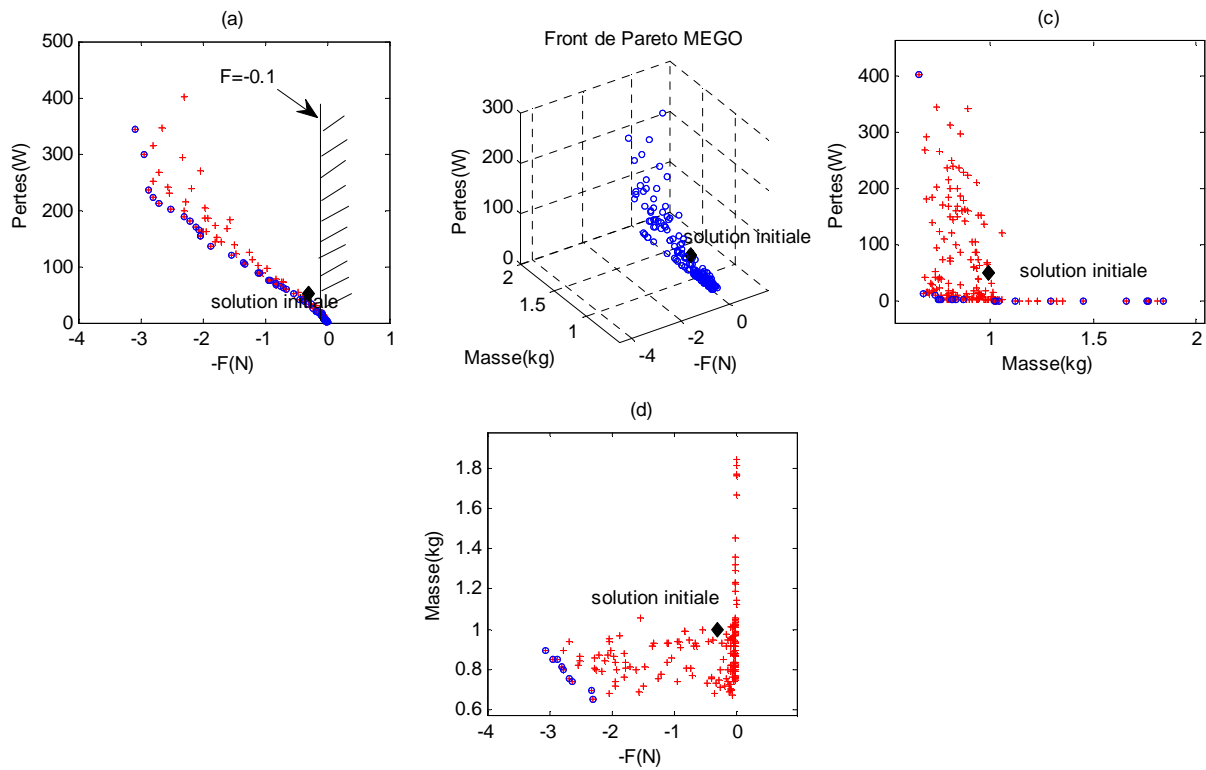 (a)
F=-0.1
Pertes(W)
400
300
200
100
0
solution initiale
-4
-3
-2
-1
0
1
-F(N)
Front de Pareto MEGO
Pertes(W)
300
200
100
0
solution initiale
2
1.5
1
Masse(kg)
-4
-2
0
-F(N)
(c)
Pertes(W)
400
300
200
100
0
solution initiale
1
1.5
2
Masse(kg)
(d)
Masse(kg)
1.8
1.6
1.4
1.2
1
0.8
0.6
solution initiale
-4
-3
-2
-1
0
-F(N)